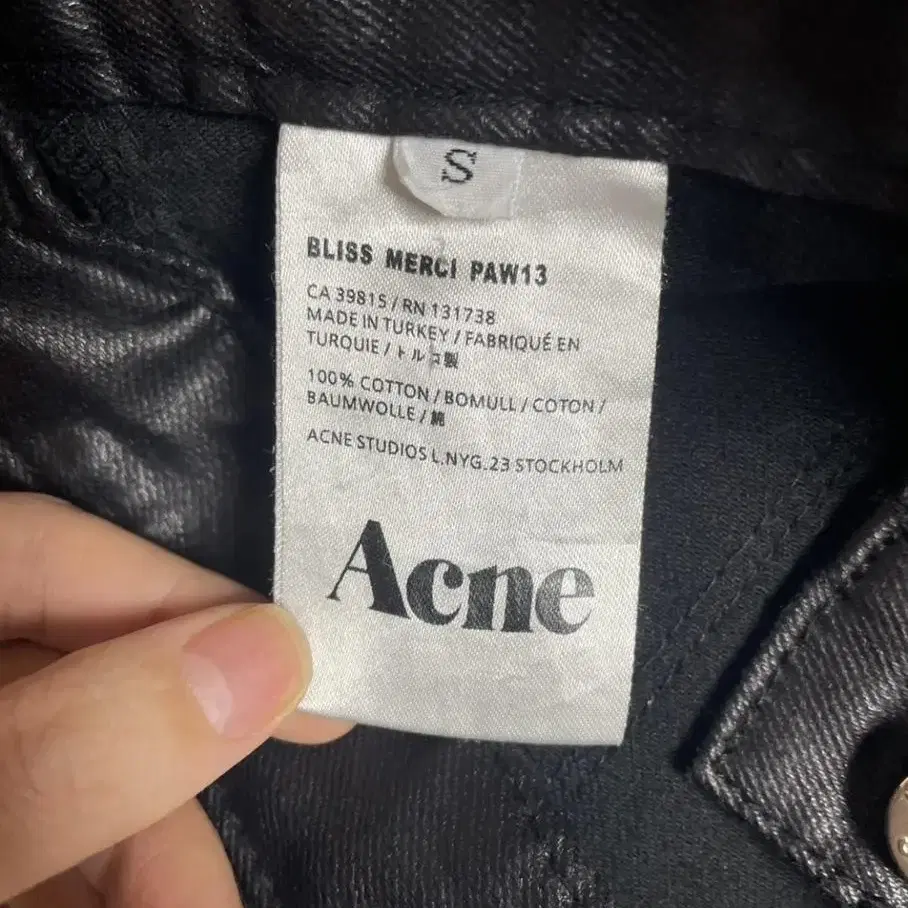 S
BLISS MERCI PAW13
CA 39815 / RN 131738
MADE IN TURKEY / FABRIQUÉ EN
TURQUIE / トルコ製
100% COTTON / BOMULL / COTON /
BAUMWOLLE / 綿
ACNE STUDIOS L.NYG.23 STOCKHOLM
Acne